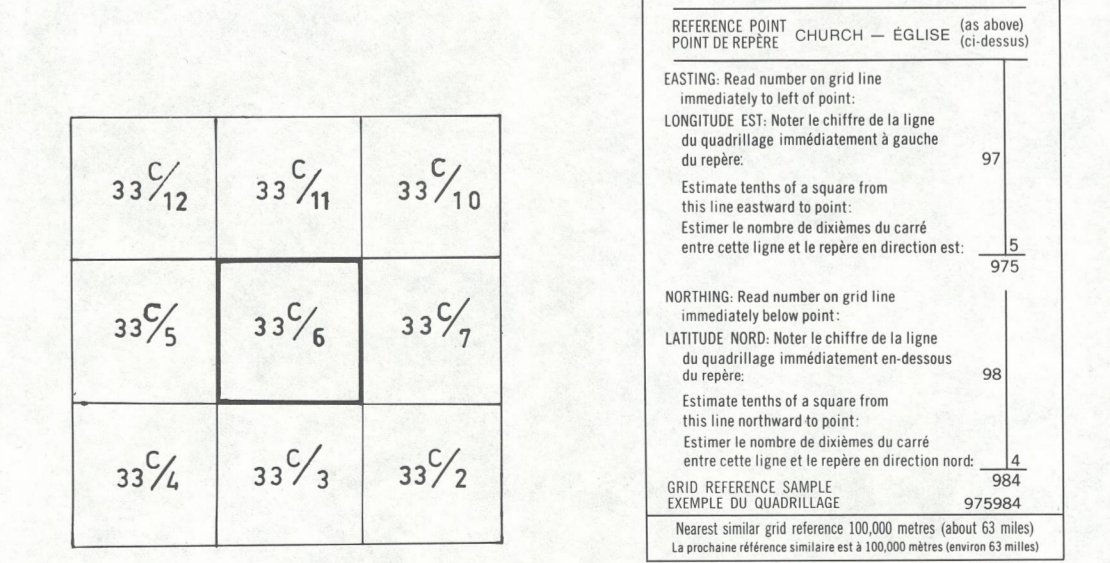 33 C/12
33 C/11
33 C/10
33 C/5
33 C/6
33 C/7
33 C/4
33 C/3
33 C/2
REFERENCE POINT CHURCH — ÉGLISE (as above)
POINT DE REPÈRE (ci-dessus)
EASTING: Read number on grid line
immediately to left of point:
LONGITUDE EST: Noter le chiffre de la ligne
du quadrillage immédiatement à gauche
du repère: 97
Estimate tenths of a square from
this line eastward to point:
Estimer le nombre de dixièmes du carré
entre cette ligne et le repère en direction est: 5
975
NORTHING: Read number on grid line
immediately below point:
LATITUDE NORD: Noter le chiffre de la ligne
du quadrillage immédiatement en-dessous
du repère: 98
Estimate tenths of a square from
this line northward to point:
Estimer le nombre de dixièmes du carré
entre cette ligne et le repère en direction nord: 4
GRID REFERENCE SAMPLE 984
EXEMPLE DU QUADRILLAGE 975984
Nearest similar grid reference 100,000 metres (about 63 miles)
La prochaine référence similaire est à 100,000 mètres (environ 63 milles)